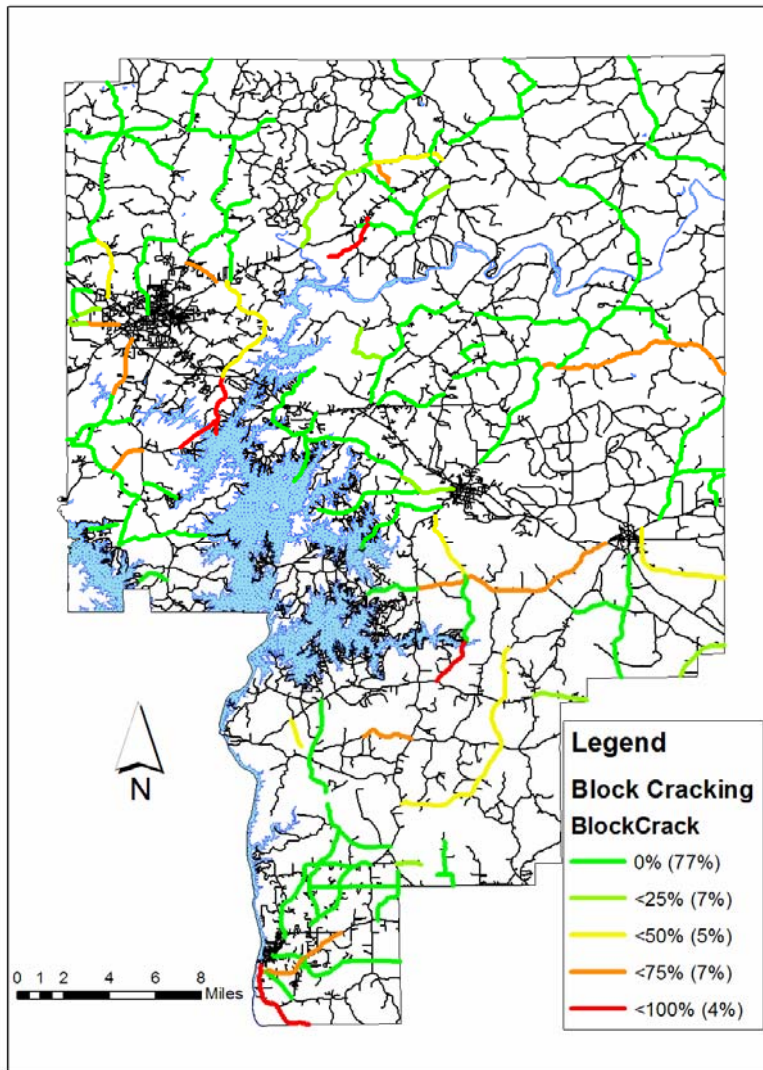 N
0 1 2 4 6 8
Miles
Legend
Block Cracking
BlockCrack
0% (77%)
<25% (7%)
<50% (5%)
<75% (7%)
<100% (4%)